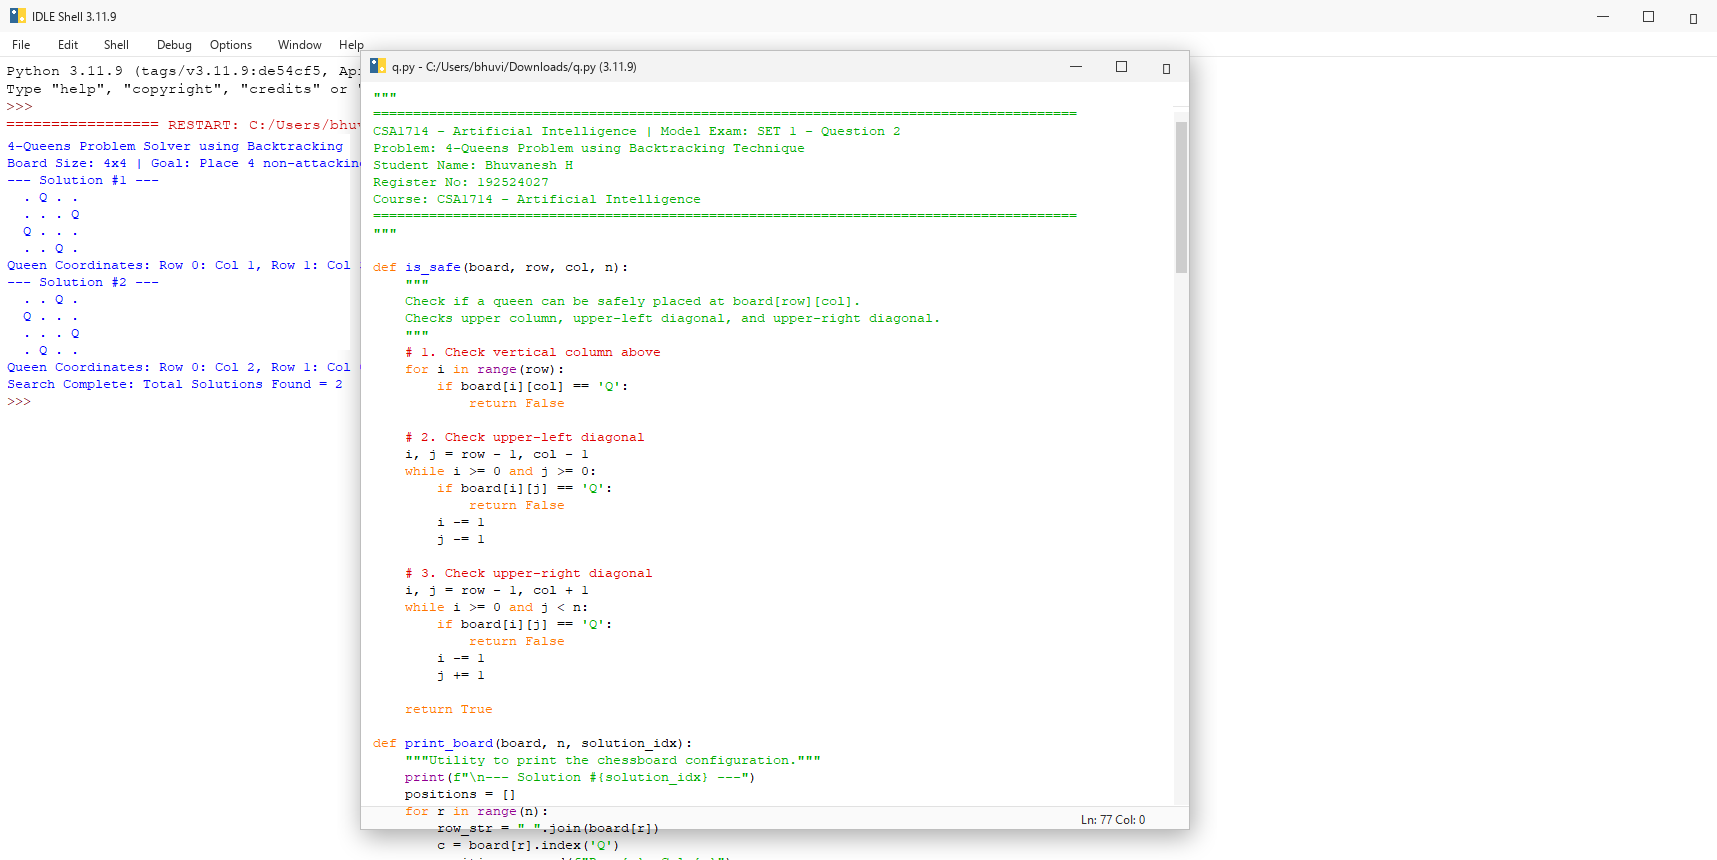 IDLE Shell 3.11.9
File Edit Shell Debug Options Window Help
Python 3.11.9 (tags/v3.11.9:de54cf5, Ap
Type "help", "copyright", "credits" or "
>>>
================= RESTART: C:/Users/bhuv
4-Queens Problem Solver using Backtracking
Board Size: 4x4 | Goal: Place 4 non-attackin
--- Solution #1 ---
. Q . .
. . . Q
Q . . .
. . Q .
Queen Coordinates: Row 0: Col 1, Row 1: Col
--- Solution #2 ---
. . Q .
Q . . .
. . . Q
. Q . .
Queen Coordinates: Row 0: Col 2, Row 1: Col
Search Complete: Total Solutions Found = 2
>>>
q.py - C:/Users/bhuvi/Downloads/q.py (3.11.9)
"""
========================================================================================
CSA1714 - Artificial Intelligence | Model Exam: SET 1 - Question 2
Problem: 4-Queens Problem using Backtracking Technique
Student Name: Bhuvanesh H
Register No: 192524027
Course: CSA1714 - Artificial Intelligence
========================================================================================
"""
def is_safe(board, row, col, n):
    """
    Check if a queen can be safely placed at board[row][col].
    Checks upper column, upper-left diagonal, and upper-right diagonal.
    """
    # 1. Check vertical column above
    for i in range(row):
        if board[i][col] == 'Q':
            return False
    # 2. Check upper-left diagonal
    i, j = row - 1, col - 1
    while i >= 0 and j >= 0:
        if board[i][j] == 'Q':
            return False
        i -= 1
        j -= 1
    # 3. Check upper-right diagonal
    i, j = row - 1, col + 1
    while i >= 0 and j < n:
        if board[i][j] == 'Q':
            return False
        i -= 1
        j += 1
    return True
def print_board(board, n, solution_idx):
    """Utility to print the chessboard configuration."""
    print(f"\n--- Solution #{solution_idx} ---")
    positions = []
    for r in range(n):
        row_str = " ".join(board[r])
        c = board[r].index('Q')
Ln: 77 Col: 0